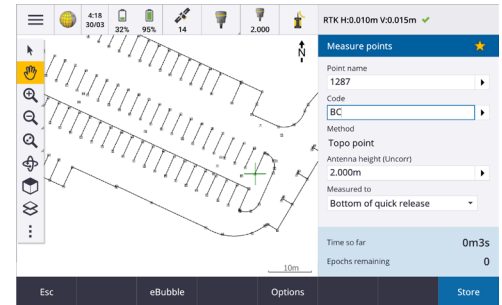 4:18
30/03
32%
95%
14
2.000
RTK H:0.010m V:0.015m
N
Measure points
Point name
1287
Code
BC
Method
Topo point
Antenna height (Uncorr)
2.000m
Measured to
Bottom of quick release
10m
Time so far 0m3s
Epochs remaining 0
Esc eBubble Options Store